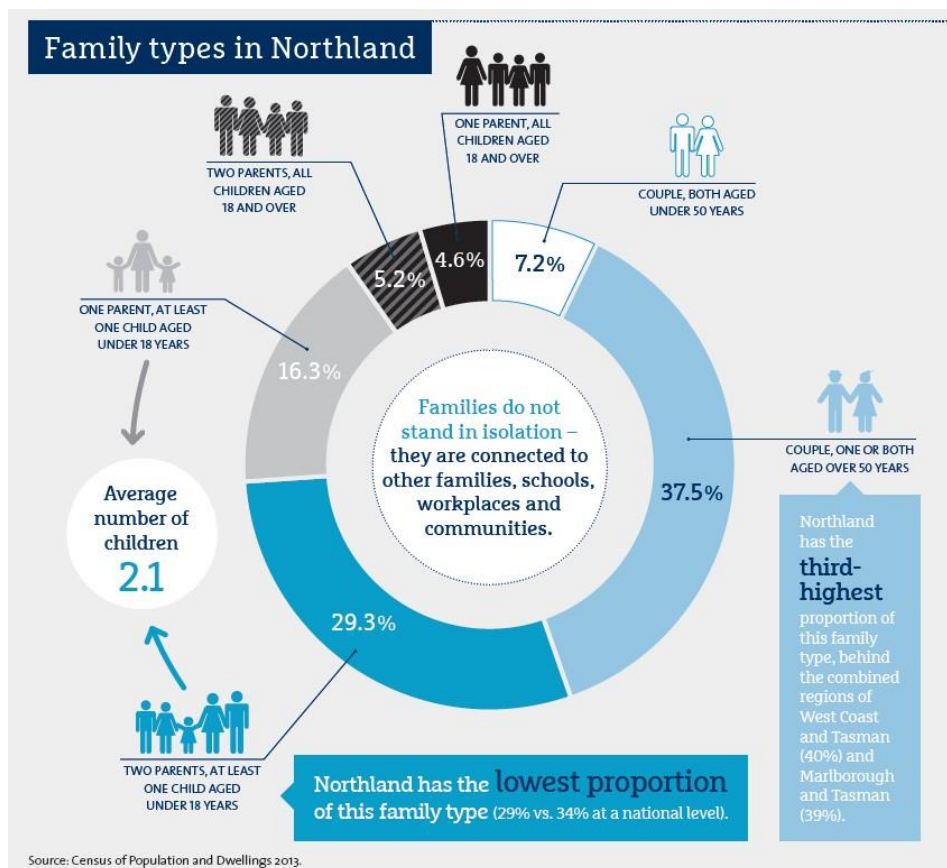 Family types in Northland
ONE PARENT, ALL
CHILDREN AGED
18 AND OVER
TWO PARENTS, ALL
CHILDREN AGED
18 AND OVER
COUPLE, BOTH AGED
UNDER 50 YEARS
4.6%
7.2%
5.2%
ONE PARENT, AT LEAST
ONE CHILD AGED
UNDER 18 YEARS
16.3%
Families do not
stand in isolation –
they are connected to
other families, schools,
workplaces and
communities.
COUPLE, ONE OR BOTH
AGED OVER 50 YEARS
37.5%
Average
number of
children
2.1
Northland
has the
third-
highest
proportion of
this family
type, behind
the combined
regions of
West Coast
and Tasman
(40%) and
Marlborough
and Tasman
(39%).
29.3%
TWO PARENTS, AT LEAST
ONE CHILD AGED
UNDER 18 YEARS
Northland has the lowest proportion
of this family type (29% vs. 34% at a national level).
Source: Census of Population and Dwellings 2013.